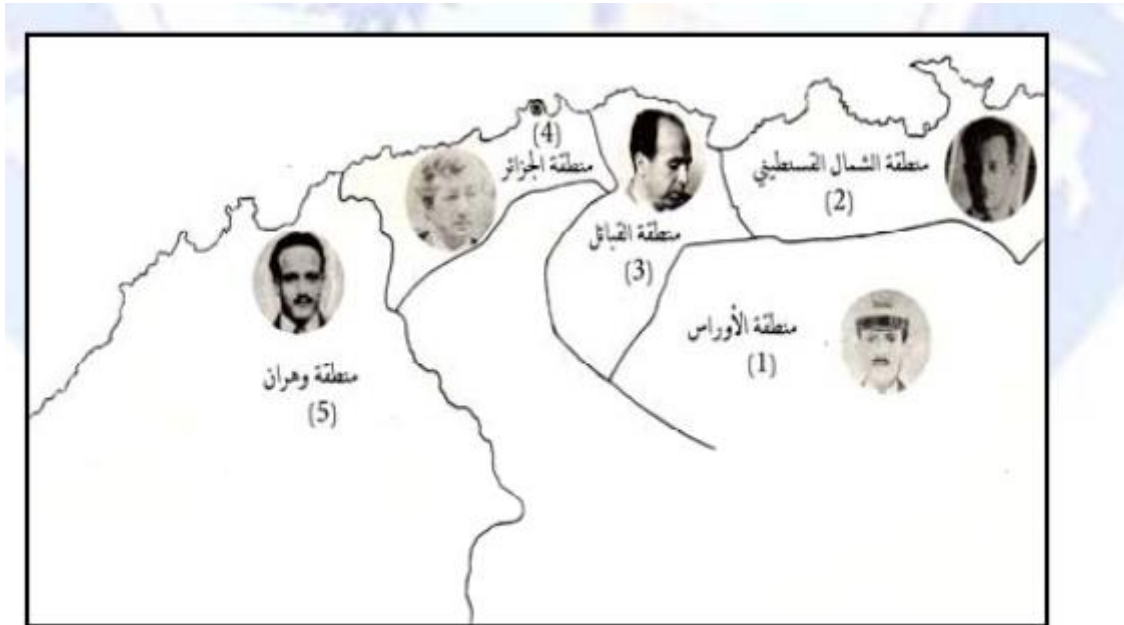 (4)
منطقة الجزائر
منطقة الشمال القسنطيني
(2)
منطقة القبائل
(3)
منطقة الأوراس
(1)
منطقة وهران
(5)